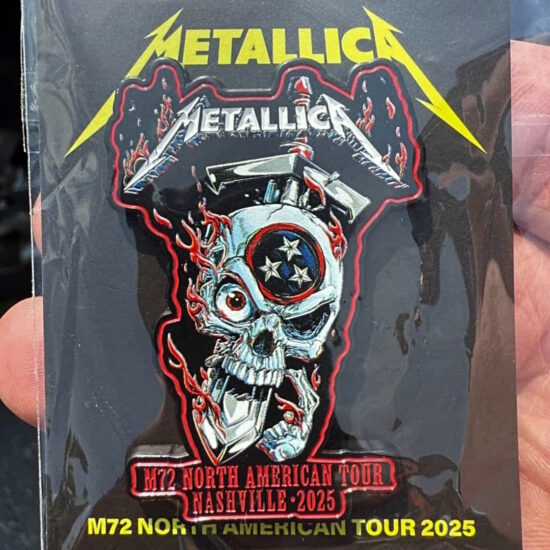 METALLICA
METALLICA
M72 NORTH AMERICAN TOUR
NASHVILLE • 2025
M72 NORTH AMERICAN TOUR 2025